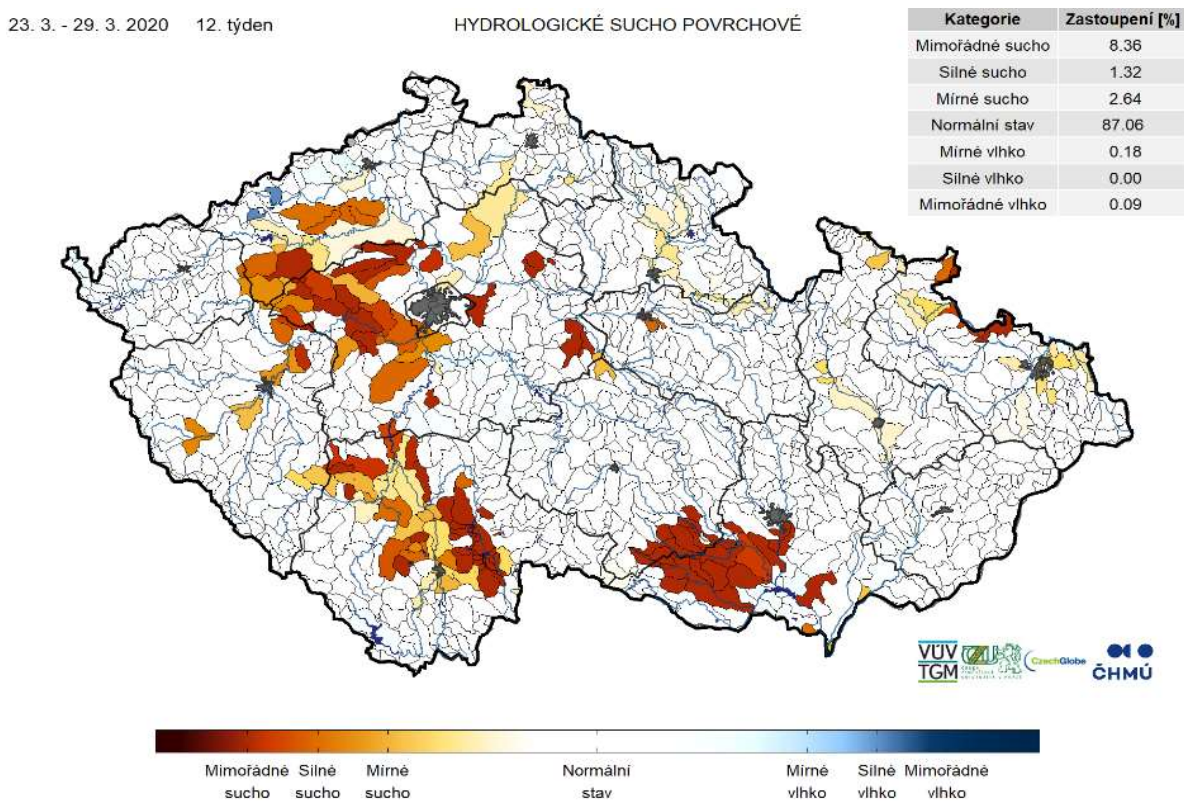 23. 3. - 29. 3. 2020 12. týden
HYDROLOGICKÉ SUCHO POVRCHOVÉ
Kategorie Zastoupení [%]
Mimořádné sucho 8.36
Silné sucho 1.32
Mírné sucho 2.64
Normální stav 87.06
Mírné vlhko 0.18
Silné vlhko 0.00
Mimořádné vlhko 0.09
VÚV
TGM
CzechGlobe
ČHMÚ
Mimořádné Silné Mírné Normální Mírné Silné Mimořádné
sucho sucho sucho stav vlhko vlhko vlhko